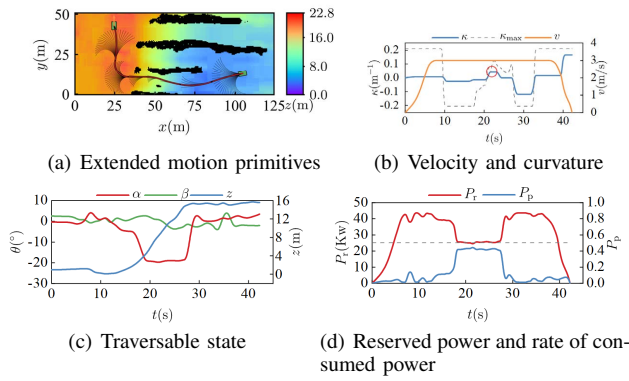 50
25
0
y(m)
0 25 50 75 100 125
x(m)
22.8
16.0
8.0
0.0
z(m)
κ κmax v
0.2
0.1
0.0
-0.1
-0.2
κ(m⁻¹)
4
3
2
1
0
v(m/s)
0 10 20 30 40
t(s)
(a) Extended motion primitives
(b) Velocity and curvature
α β z
10
0
-10
-20
-30
θ(°)
16
12
8
4
0
z(m)
0 10 20 30 40
t(s)
Pr Pp
50
40
30
20
10
0
Pr(Kw)
1.0
0.8
0.6
0.4
0.2
0.0
Pp
0 10 20 30 40
t(s)
(c) Traversable state
(d) Reserved power and rate of con-
sumed power